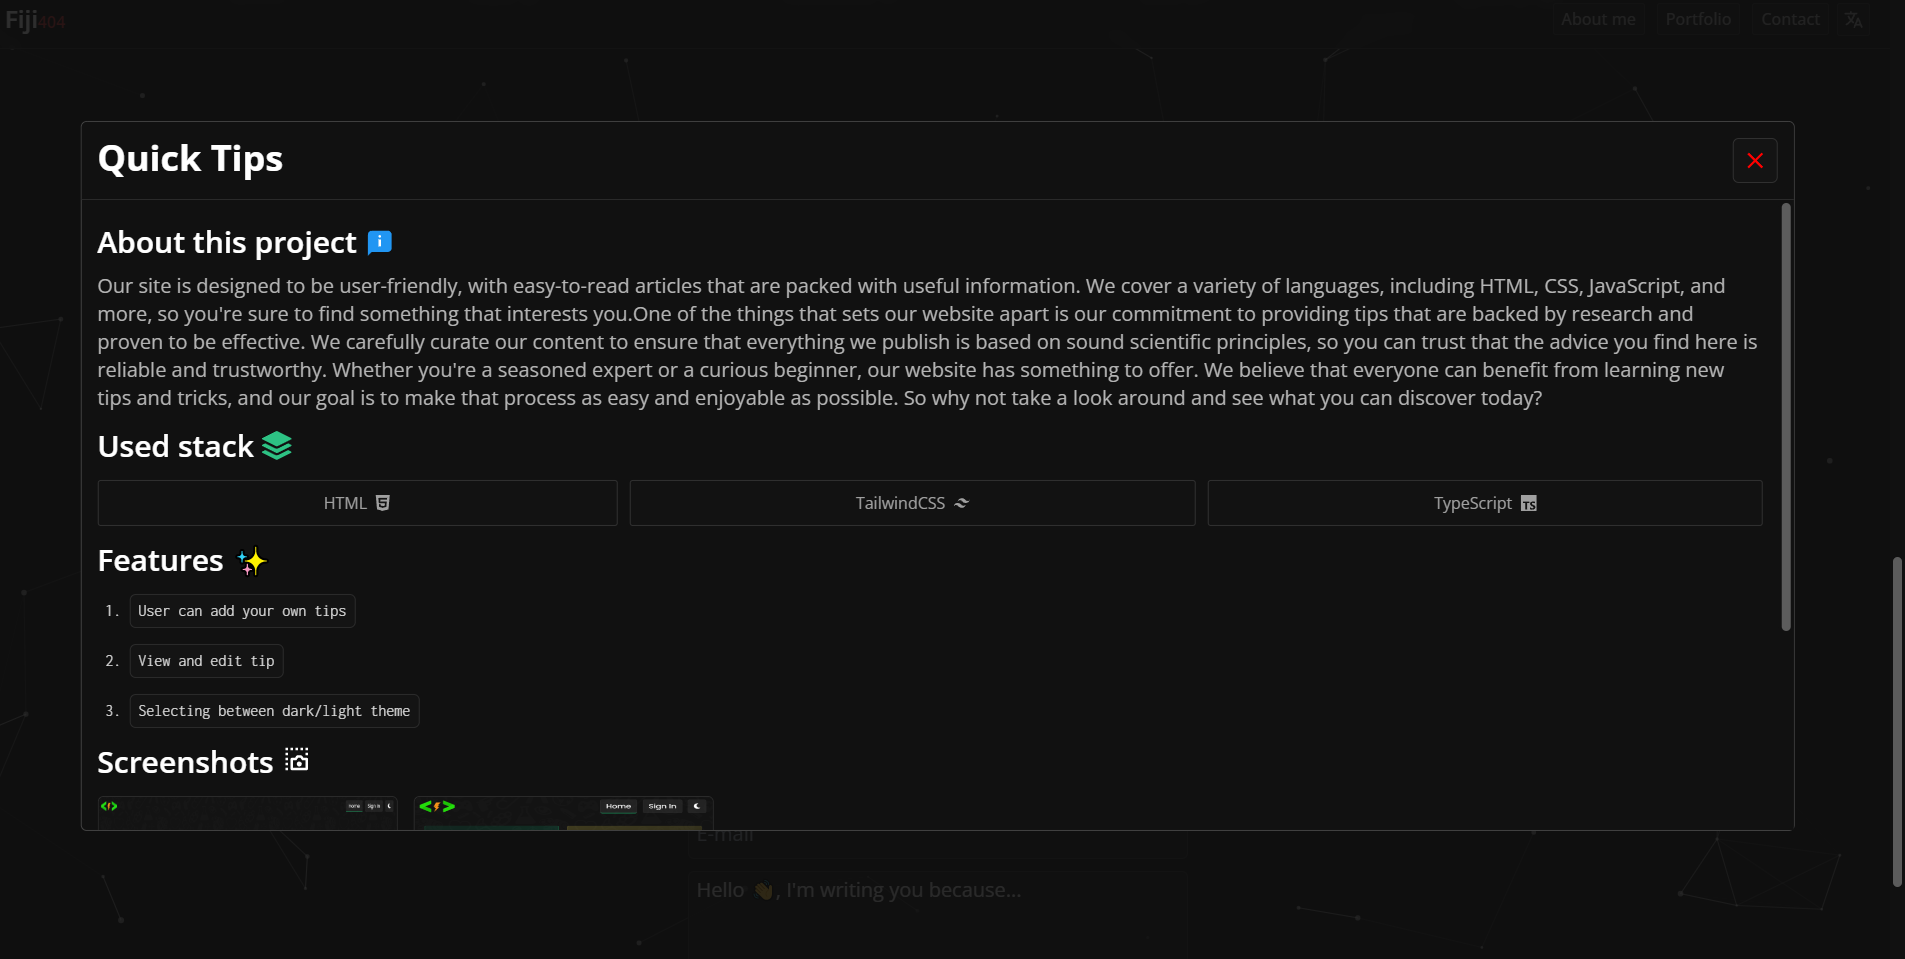 Fiji404
About me Portfolio Contact
Quick Tips
About this project
Our site is designed to be user-friendly, with easy-to-read articles that are packed with useful information. We cover a variety of languages, including HTML, CSS, JavaScript, and
more, so you're sure to find something that interests you.One of the things that sets our website apart is our commitment to providing tips that are backed by research and
proven to be effective. We carefully curate our content to ensure that everything we publish is based on sound scientific principles, so you can trust that the advice you find here is
reliable and trustworthy. Whether you're a seasoned expert or a curious beginner, our website has something to offer. We believe that everyone can benefit from learning new
tips and tricks, and our goal is to make that process as easy and enjoyable as possible. So why not take a look around and see what you can discover today?
Used stack
HTML TailwindCSS TypeScript
Features
1. User can add your own tips
2. View and edit tip
3. Selecting between dark/light theme
Screenshots
Home Sign In Home Sign In
E-mail
Hello 👋, I'm writing you because...